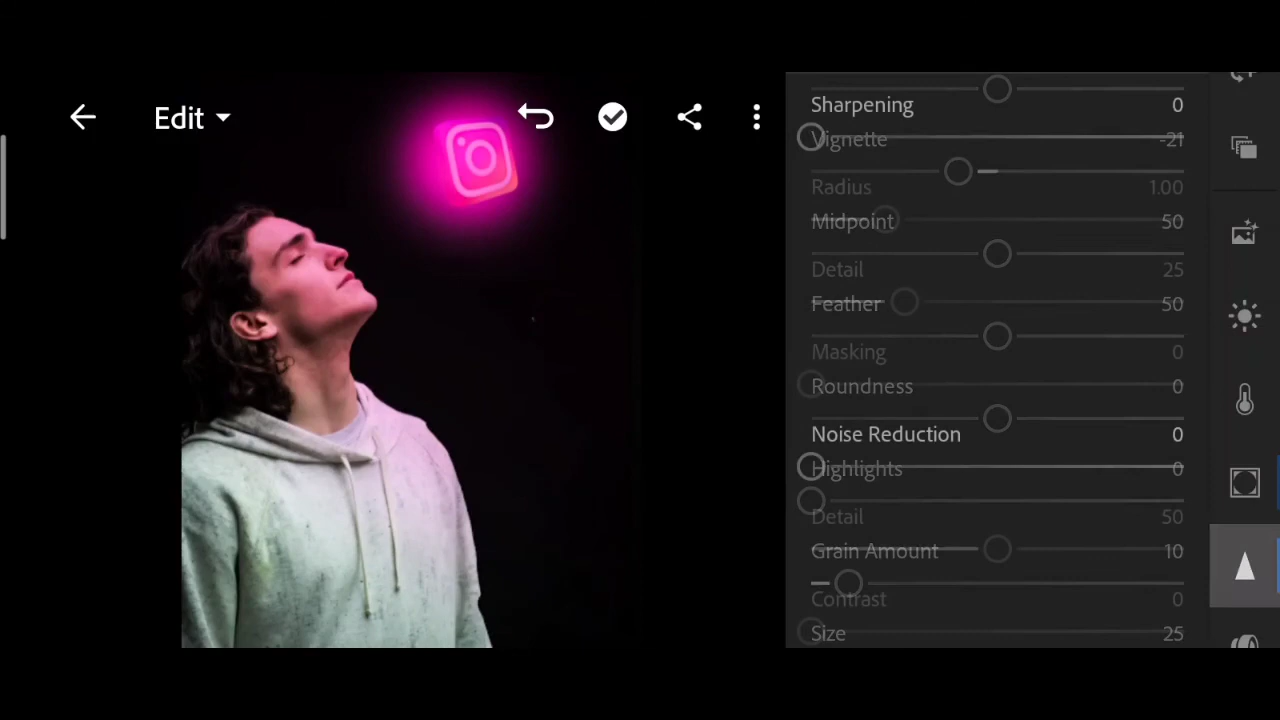 Edit
Sharpening 0
Vignette -21
Radius 1.00
Midpoint 50
Detail 25
Feather 50
Masking 0
Roundness 0
Noise Reduction 0
Highlights 0
Detail 50
Grain Amount 10
Contrast 0
Size 25